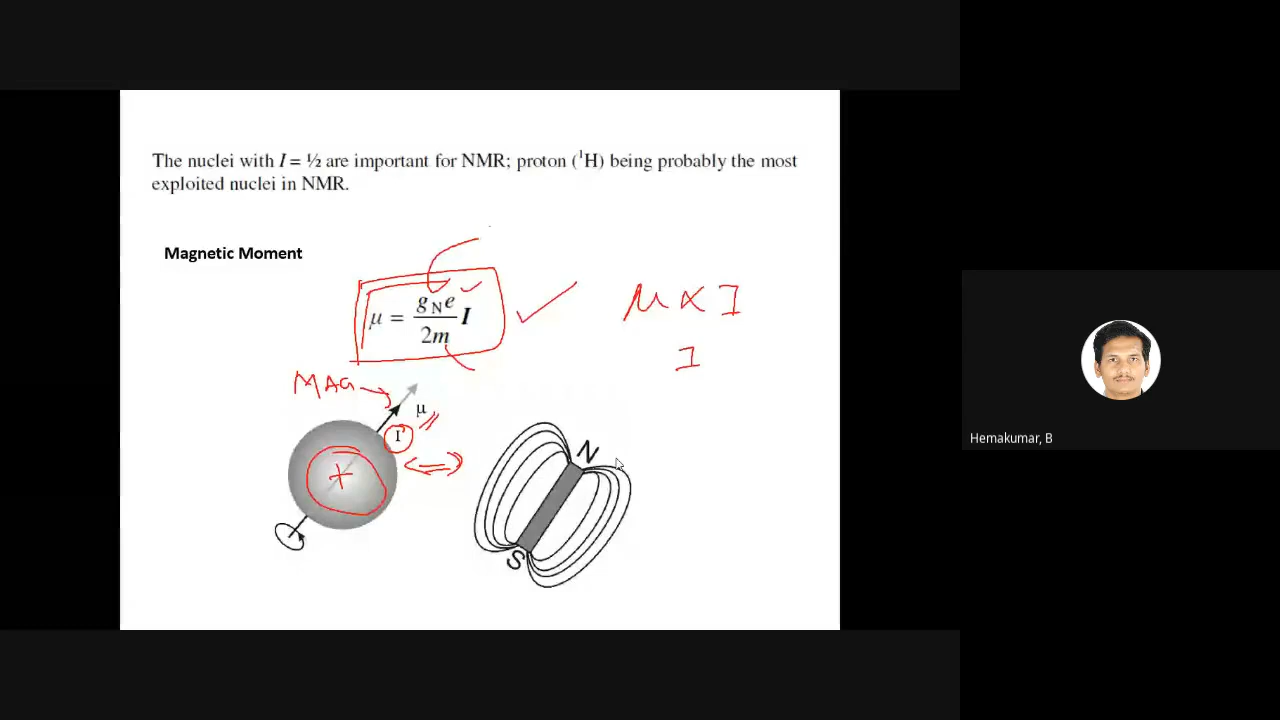 The nuclei with I = ½ are important for NMR; proton (¹H) being probably the most
exploited nuclei in NMR.
Magnetic Moment
μ = g_N e / 2m I
μ ∝ I
I
MAG
μ
I
N
S
+
Hemakumar, B